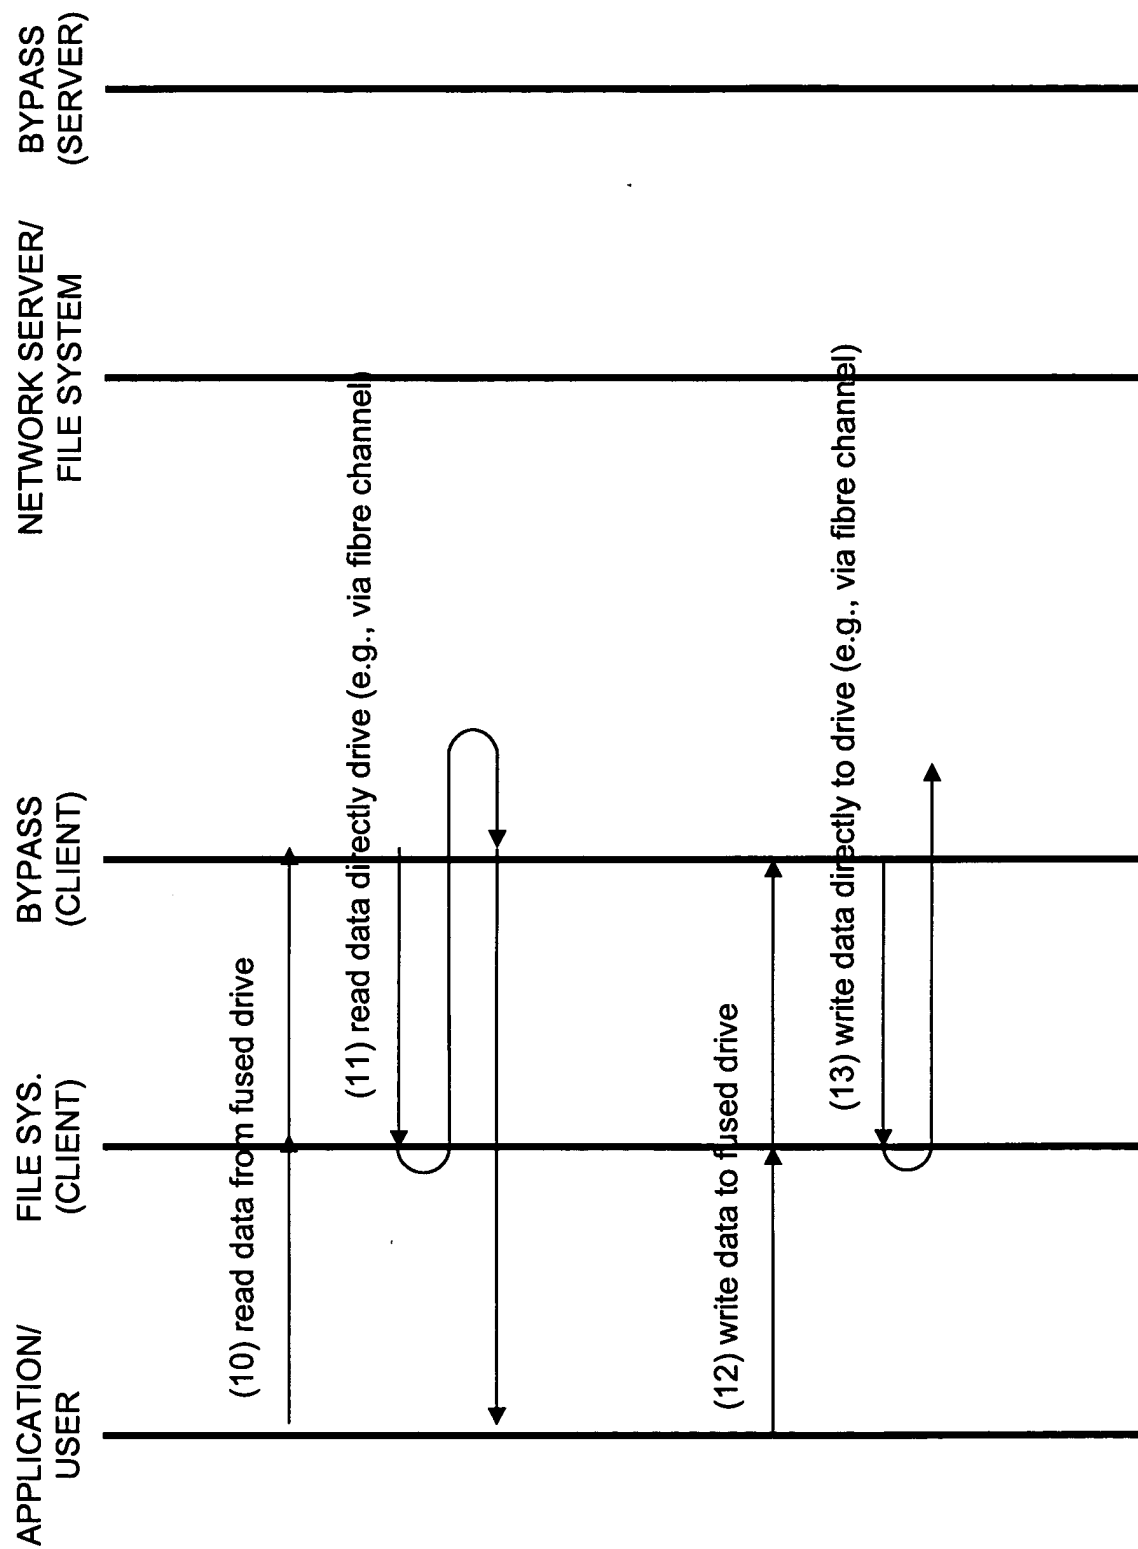 APPLICATION/
USER
FILE SYS.
(CLIENT)
BYPASS
(CLIENT)
NETWORK SERVER/
FILE SYSTEM
BYPASS
(SERVER)
(10) read data from fused drive
(11) read data directly drive (e.g., via fibre channel)
(12) write data to fused drive
(13) write data directly to drive (e.g., via fibre channel)